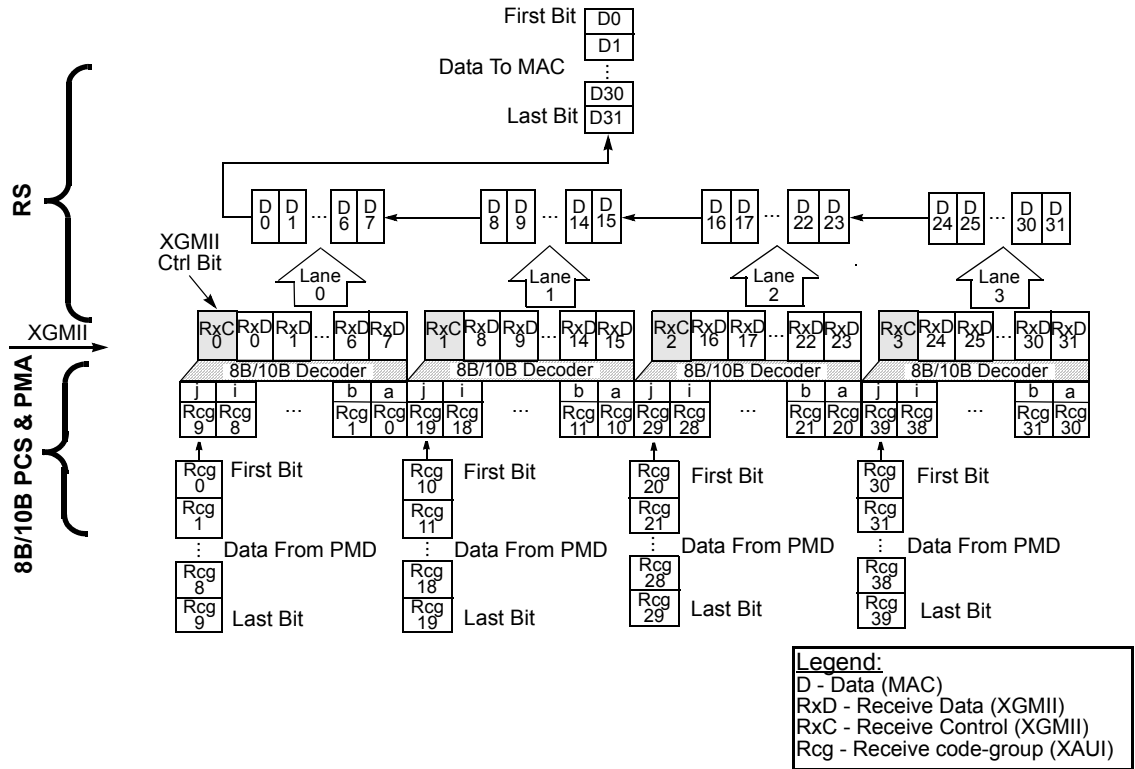 First Bit
D0
D1
Data To MAC
...
D30
Last Bit
D31
RS
D 0 D 1 ... D 6 D 7
D 8 D 9 ... D 14 D 15
D 16 D 17 ... D 22 D 23
D 24 D 25 ... D 30 D 31
XGMII
Ctrl Bit
Lane 0
Lane 1
Lane 2
Lane 3
XGMII
RxC 0 RxD 0 RxD 1 ... RxD 6 RxD 7
RxC 1 RxD 8 RxD 9 ... RxD 14 RxD 15
RxC 2 RxD 16 RxD 17 ... RxD 22 RxD 23
RxC 3 RxD 24 RxD 25 ... RxD 30 RxD 31
8B/10B Decoder
8B/10B Decoder
8B/10B Decoder
8B/10B Decoder
8B/10B PCS & PMA
j i b a j i b a j i b a j i b a
Rcg 9 Rcg 8 ... Rcg 1 Rcg 0
Rcg 19 Rcg 18 ... Rcg 11 Rcg 10
Rcg 29 Rcg 28 ... Rcg 21 Rcg 20
Rcg 39 Rcg 38 ... Rcg 31 Rcg 30
Rcg 0 First Bit
Rcg 1
... Data From PMD
Rcg 8
Rcg 9 Last Bit
Rcg 10 First Bit
Rcg 11
... Data From PMD
Rcg 18
Rcg 19 Last Bit
Rcg 20 First Bit
Rcg 21
... Data From PMD
Rcg 28
Rcg 29 Last Bit
Rcg 30 First Bit
Rcg 31
... Data From PMD
Rcg 38
Rcg 39 Last Bit
Legend:
D - Data (MAC)
RxD - Receive Data (XGMII)
RxC - Receive Control (XGMII)
Rcg - Receive code-group (XAUI)